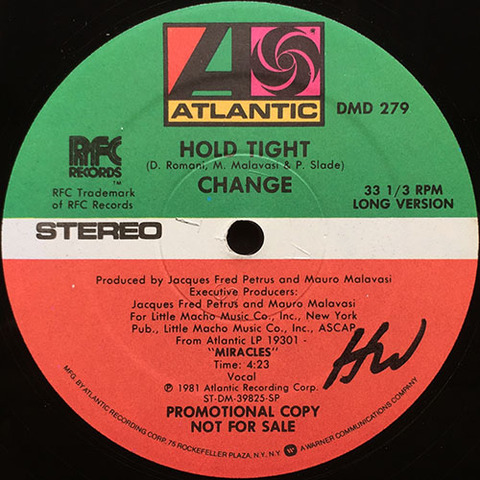 ATLANTIC
DMD 279
HOLD TIGHT
(D. Romani, M. Malavasi & P. Slade)
CHANGE
RFC
RECORDS
TM
RFC Trademark
of RFC Records
33 1/3 RPM
LONG VERSION
STEREO
Produced by Jacques Fred Petrus and Mauro Malavasi
Executive Producers:
Jacques Fred Petrus and Mauro Malavasi
For Little Macho Music Co., Inc., New York
Pub., Little Macho Music Co., Inc., ASCAP
From Atlantic LP 19301 -
"MIRACLES"
Time: 4:23
Vocal
℗ 1981 Atlantic Recording Corp.
ST-DM-39825-SP
PROMOTIONAL COPY
NOT FOR SALE
HW
MFG. BY ATLANTIC RECORDING CORP., 75 ROCKEFELLER PLAZA, N.Y., N.Y. A WARNER COMMUNICATIONS COMPANY